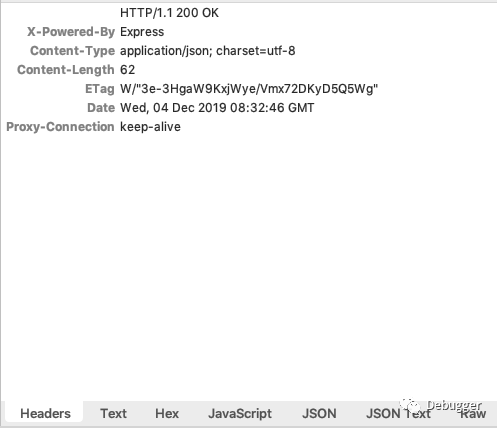 HTTP/1.1 200 OK
X-Powered-By Express
Content-Type application/json; charset=utf-8
Content-Length 62
ETag W/"3e-3HgaW9KxjWye/Vmx72DKyD5Q5Wg"
Date Wed, 04 Dec 2019 08:32:46 GMT
Proxy-Connection keep-alive
Debugger
Headers Text Hex JavaScript JSON JSON Text Raw